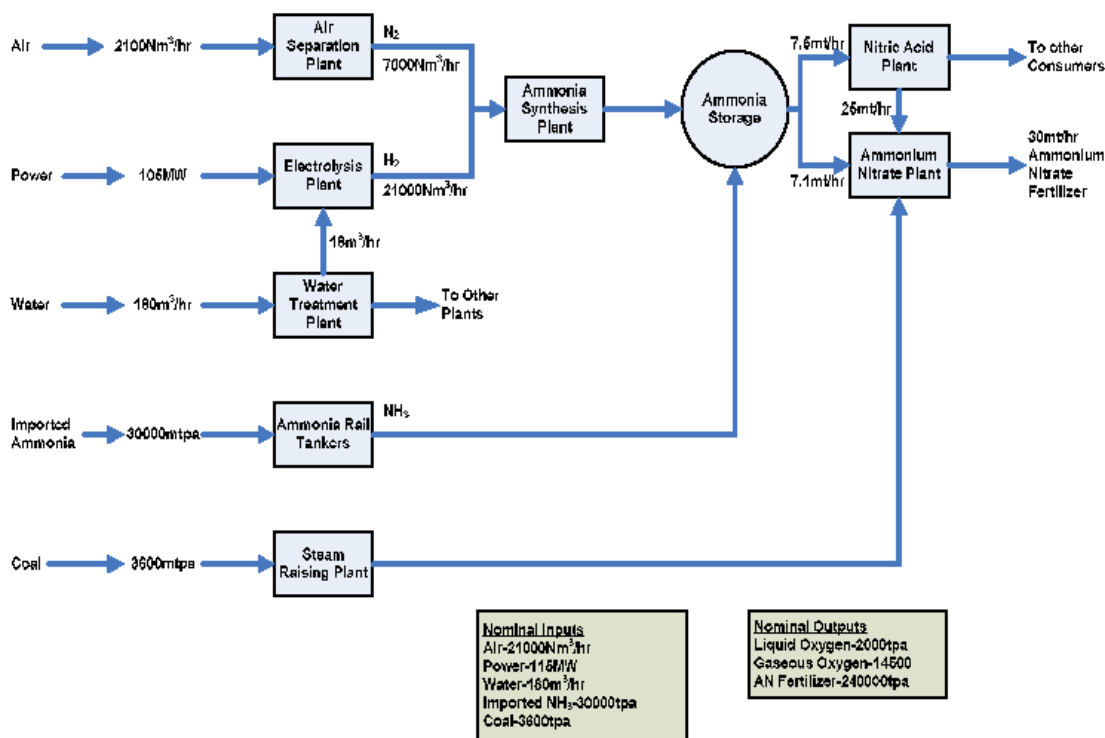 Air
2100Nm³/hr
Air
Separation
Plant
N₂
7000Nm³/hr
Ammonia
Synthesis
Plant
Ammonia
Storage
7.5mt/hr
Nitric Acid
Plant
To other
Consumers
25mt/hr
Power
105MW
Electrolysis
Plant
H₂
21000Nm³/hr
7.1mt/hr
Ammonium
Nitrate Plant
30mt/hr
Ammonium
Nitrate
Fertilizer
18m³/hr
Water
180m³/hr
Water
Treatment
Plant
To Other
Plants
Imported
Ammonia
30000mtpa
Ammonia Rail
Tankers
NH₃
Coal
3600mtpa
Steam
Raising Plant
Nominal Inputs
Air-21000Nm³/hr
Power-115MW
Water-180m³/hr
Imported NH₃-30000tpa
Coal-3600tpa
Nominal Outputs
Liquid Oxygen-2000tpa
Gaseous Oxygen-14500
AN Fertilizer-240000tpa